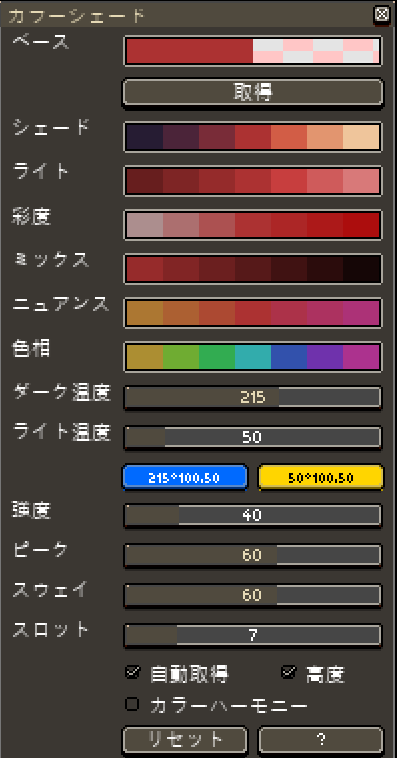 カラーシェード
ベース
取得
シェード
ライト
彩度
ミックス
ニュアンス
色相
ダーク温度 215
ライト温度 50
215°100.50 50°100.50
強度 40
ピーク 60
スウェイ 60
スロット 7
自動取得 高度
カラーハーモニー
リセット ?